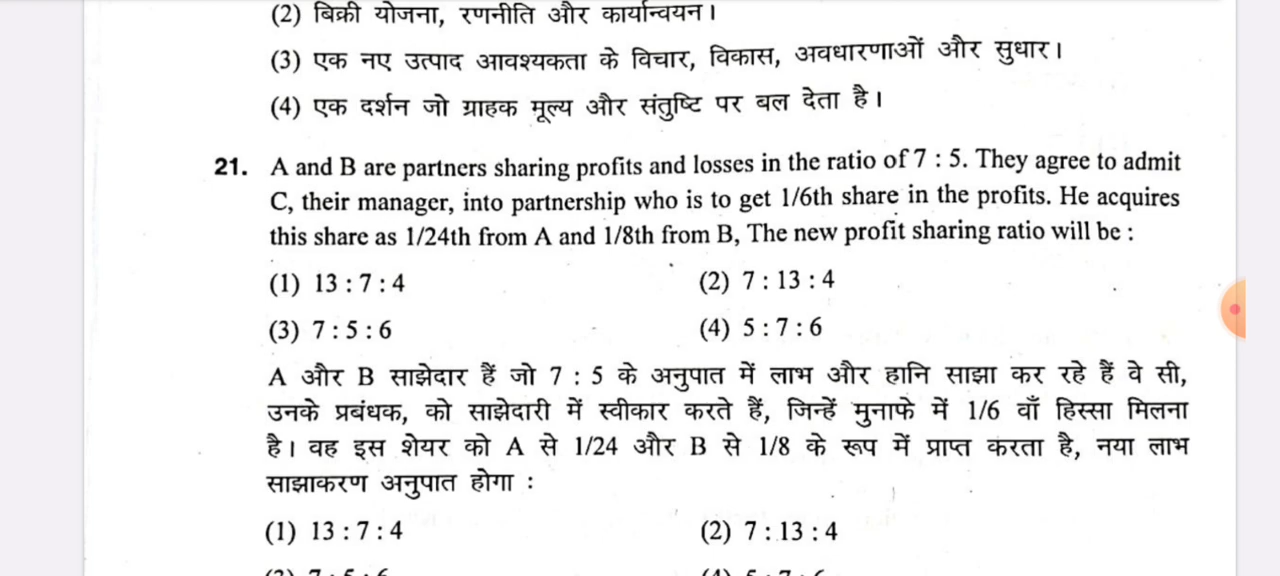 (2) बिक्री योजना, रणनीति और कार्यान्वयन।
(3) एक नए उत्पाद आवश्यकता के विचार, विकास, अवधारणाओं और सुधार।
(4) एक दर्शन जो ग्राहक मूल्य और संतुष्टि पर बल देता है।
21. A and B are partners sharing profits and losses in the ratio of 7 : 5. They agree to admit
C, their manager, into partnership who is to get 1/6th share in the profits. He acquires
this share as 1/24th from A and 1/8th from B, The new profit sharing ratio will be :
(1) 13 : 7 : 4 (2) 7 : 13 : 4
(3) 7 : 5 : 6 (4) 5 : 7 : 6
A और B साझेदार हैं जो 7 : 5 के अनुपात में लाभ और हानि साझा कर रहे हैं वे सी,
उनके प्रबंधक, को साझेदारी में स्वीकार करते हैं, जिन्हें मुनाफे में 1/6 वाँ हिस्सा मिलना
है। वह इस शेयर को A से 1/24 और B से 1/8 के रूप में प्राप्त करता है, नया लाभ
साझाकरण अनुपात होगा :
(1) 13 : 7 : 4 (2) 7 : 13 : 4